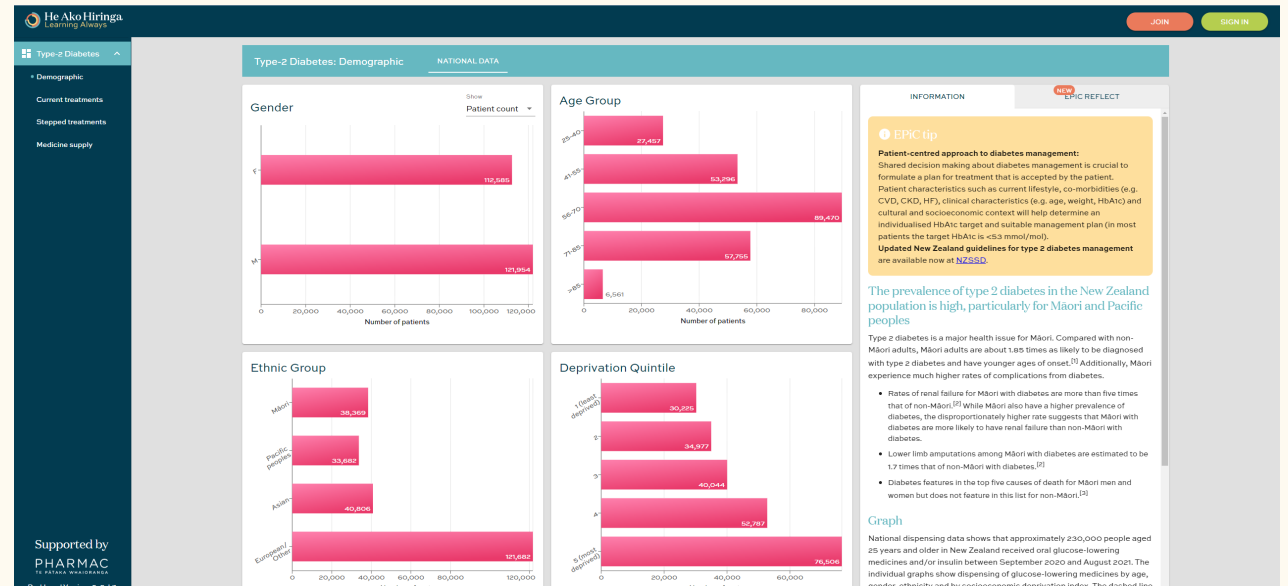 He Ako Hiringa
Learning Always
JOIN
SIGN IN
Type-2 Diabetes
Demographic
Current treatments
Stepped treatments
Medicine supply
Type-2 Diabetes: Demographic
NATIONAL DATA
Gender
Show
Patient count
F
112,585
M
121,954
0 20,000 40,000 60,000 80,000 100,000 120,000
Number of patients
Age Group
25-40
27,457
41-55
53,296
56-70
89,470
71-85
57,755
>85
6,561
0 20,000 40,000 60,000 80,000
Number of patients
Ethnic Group
Māori
38,369
Pacific
peoples
33,682
Asian
40,806
European/
Other
121,682
0 20,000 40,000 60,000 80,000 120,000
Deprivation Quintile
1 (least
deprived)
30,225
2
34,977
3
40,044
4
52,787
5 (most
deprived)
76,506
0 20,000 40,000 60,000
INFORMATION
NEW
EPiC REFLECT
EPiC tip
Patient-centred approach to diabetes management:
Shared decision making about diabetes management is crucial to
formulate a plan for treatment that is accepted by the patient.
Patient characteristics such as current lifestyle, co-morbidities (e.g.
CVD, CKD, HF), clinical characteristics (e.g. age, weight, HbA1c) and
cultural and socioeconomic context will help determine an
individualised HbA1c target and suitable management plan (in most
patients the target HbA1c is <53 mmol/mol).
Updated New Zealand guidelines for type 2 diabetes management
are available now at NZSSD.
The prevalence of type 2 diabetes in the New Zealand
population is high, particularly for Māori and Pacific
peoples
Type 2 diabetes is a major health issue for Māori. Compared with non-
Māori adults, Māori adults are about 1.85 times as likely to be diagnosed
with type 2 diabetes and have younger ages of onset.[1] Additionally, Māori
experience much higher rates of complications from diabetes.
• Rates of renal failure for Māori with diabetes are more than five times
that of non-Māori.[2] While Māori also have a higher prevalence of
diabetes, the disproportionately higher rate suggests that Māori with
diabetes are more likely to have renal failure than non-Māori with
diabetes.
• Lower limb amputations among Māori with diabetes are estimated to be
1.7 times that of non-Māori with diabetes.[2]
• Diabetes features in the top five causes of death for Māori men and
women but does not feature in this list for non-Māori.[3]
Graph
National dispensing data shows that approximately 230,000 people aged
25 years and older in New Zealand received oral glucose-lowering
medicines and/or insulin between September 2020 and August 2021. The
individual graphs show dispensing of glucose-lowering medicines by age,
gender, ethnicity and by socioeconomic deprivation index. The dashed line
Supported by
PHARMAC
TE PĀTAKA WHAIORANGA